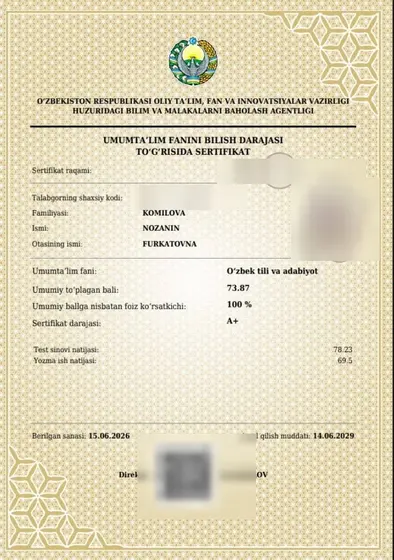 O‘ZBEKISTON RESPUBLIKASI OLIY TA’LIM, FAN VA INNOVATSIYALAR VAZIRLIGI
HUZURIDAGI BILIM VA MALAKALARNI BAHOLASH AGENTLIGI
UMUMTA’LIM FANINI BILISH DARAJASI
TO‘G‘RISIDA SERTIFIKAT
Sertifikat raqami:
Talabgorning shaxsiy kodi:
Familiyasi: KOMILOVA
Ismi: NOZANIN
Otasining ismi: FURKATOVNA
Umumta’lim fani: O‘zbek tili va adabiyot
Umumiy to‘plagan bali: 73.87
Umumiy ballga nisbatan foiz ko‘rsatkichi: 100 %
Sertifikat darajasi: A+
Test sinovi natijasi: 78.23
Yozma ish natijasi: 69.5
Berilgan sanasi: 15.06.2026 qilish muddati: 14.06.2029